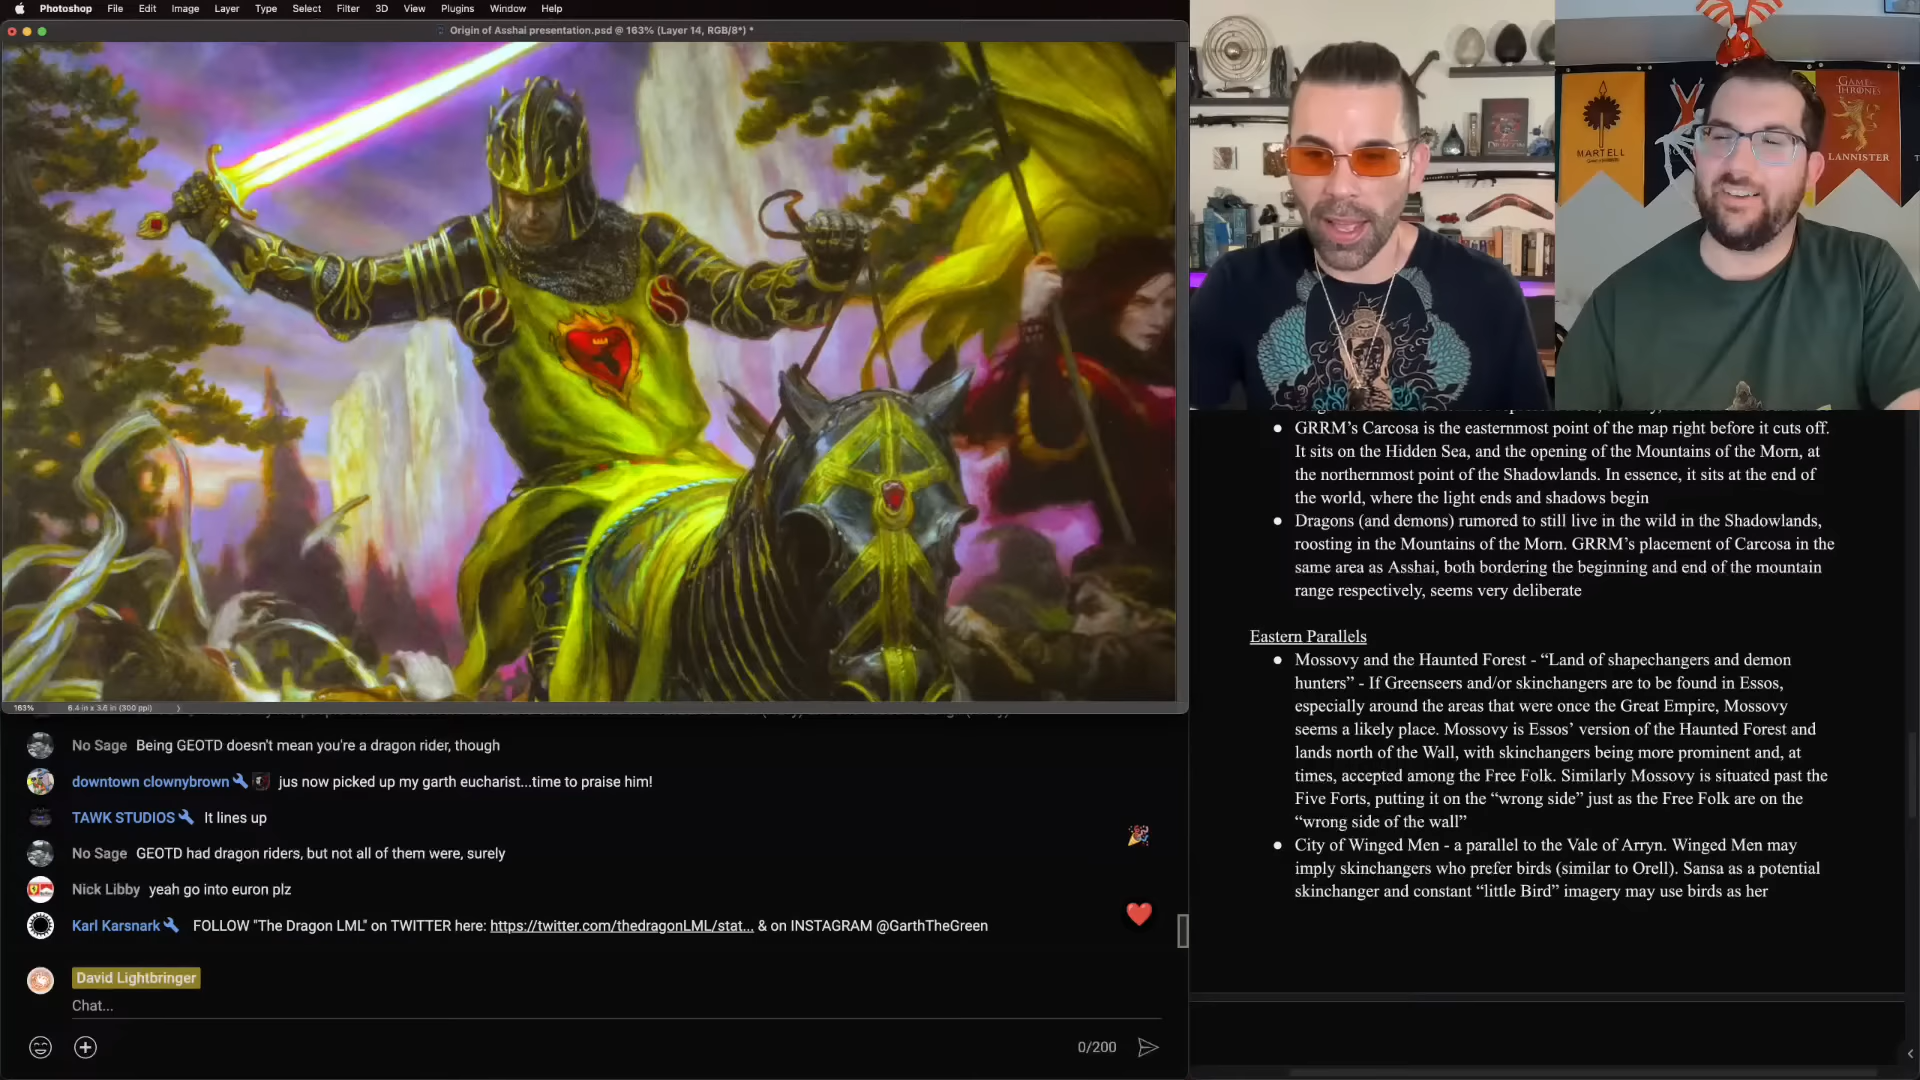 Photoshop File Edit Image Layer Type Select Filter 3D View Plugins Window Help
Origin of Asshai presentation.psd @ 163% (Layer 14, RGB/8*) *
MARTELL
GAME OF THRONES
LANNISTER
163% 6.4 in x 3.6 in (300 ppi)
No Sage Being GEOTD doesn't mean you're a dragon rider, though
downtown clownybrown jus now picked up my garth eucharist...time to praise him!
TAWK STUDIOS It lines up
No Sage GEOTD had dragon riders, but not all of them were, surely
Nick Libby yeah go into euron plz
Karl Karsnark FOLLOW "The Dragon LML" on TWITTER here: https://twitter.com/thedragonLML/stat... & on INSTAGRAM @GarthTheGreen
David Lightbringer
Chat...
0/200
● GRRM’s Carcosa is the easternmost point of the map right before it cuts off.
It sits on the Hidden Sea, and the opening of the Mountains of the Morn, at
the northernmost point of the Shadowlands. In essence, it sits at the end of
the world, where the light ends and shadows begin
● Dragons (and demons) rumored to still live in the wild in the Shadowlands,
roosting in the Mountains of the Morn. GRRM’s placement of Carcosa in the
same area as Asshai, both bordering the beginning and end of the mountain
range respectively, seems very deliberate
Eastern Parallels
● Mossovy and the Haunted Forest - “Land of shapechangers and demon
hunters” - If Greenseers and/or skinchangers are to be found in Essos,
especially around the areas that were once the Great Empire, Mossovy
seems a likely place. Mossovy is Essos’ version of the Haunted Forest and
lands north of the Wall, with skinchangers being more prominent and, at
times, accepted among the Free Folk. Similarly Mossovy is situated past the
Five Forts, putting it on the “wrong side” just as the Free Folk are on the
“wrong side of the wall”
● City of Winged Men - a parallel to the Vale of Arryn. Winged Men may
imply skinchangers who prefer birds (similar to Orell). Sansa as a potential
skinchanger and constant “little Bird” imagery may use birds as her